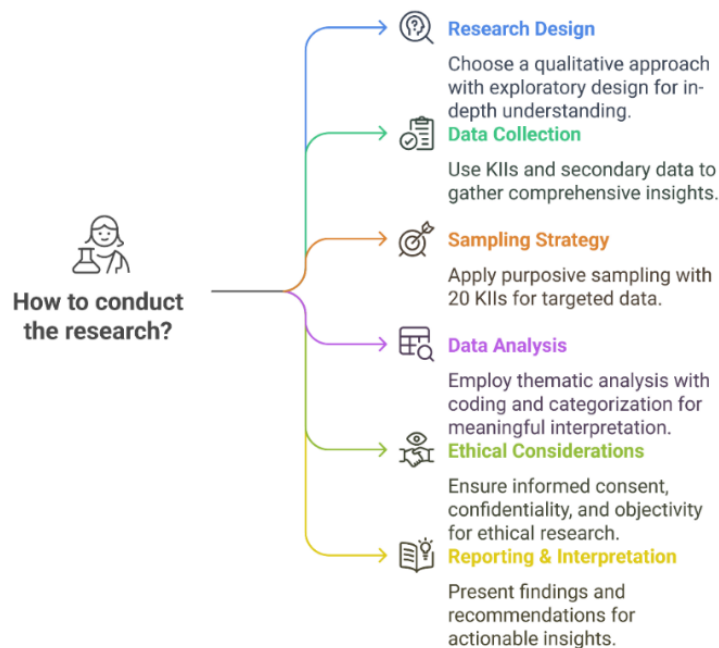 How to conduct
the research?
Research Design
Choose a qualitative approach
with exploratory design for in-
depth understanding.
Data Collection
Use KIIs and secondary data to
gather comprehensive insights.
Sampling Strategy
Apply purposive sampling with
20 KIIs for targeted data.
Data Analysis
Employ thematic analysis with
coding and categorization for
meaningful interpretation.
Ethical Considerations
Ensure informed consent,
confidentiality, and objectivity
for ethical research.
Reporting & Interpretation
Present findings and
recommendations for
actionable insights.